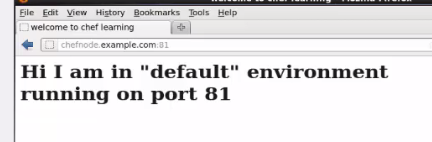 File Edit View History Bookmarks Tools Help
welcome to chef learning
chefnode.example.com:81
Hi I am in "default" environment
running on port 81